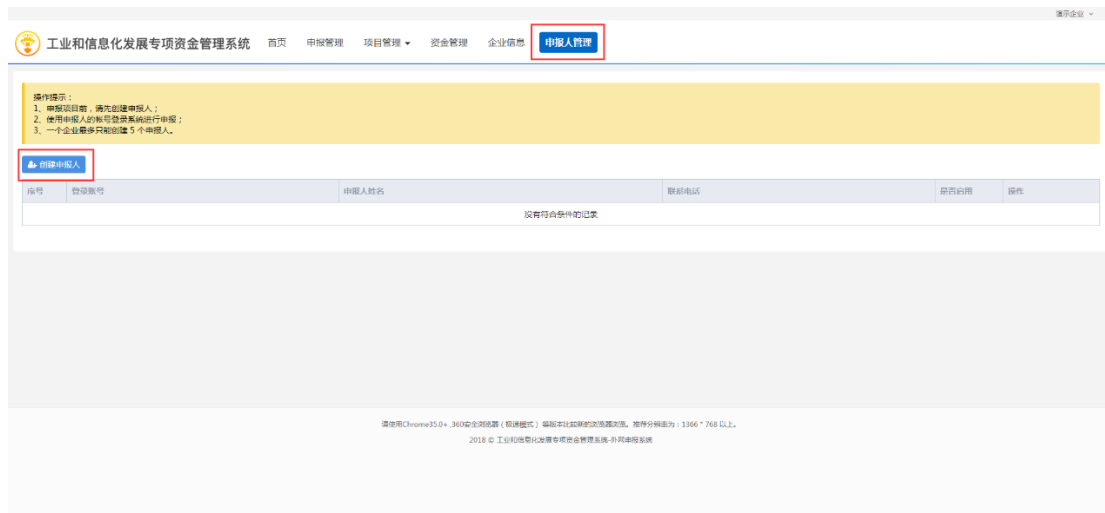 演示企业
工业和信息化发展专项资金管理系统 首页 申报管理 项目管理 资金管理 企业信息 申报人管理
操作提示：
1、申报项目前，请先创建申报人；
2、使用申报人的帐号登录系统进行申报；
3、一个企业最多只能创建 5 个申报人。
创建申报人
序号 登录账号 申报人姓名 联系电话 是否启用 操作
没有符合条件的记录
请使用Chrome35.0+ ,360安全浏览器（极速模式）等版本比较新的浏览器浏览。推荐分辨率为：1366 * 768 以上。
2018 © 工业和信息化发展专项资金管理系统-外网申报系统